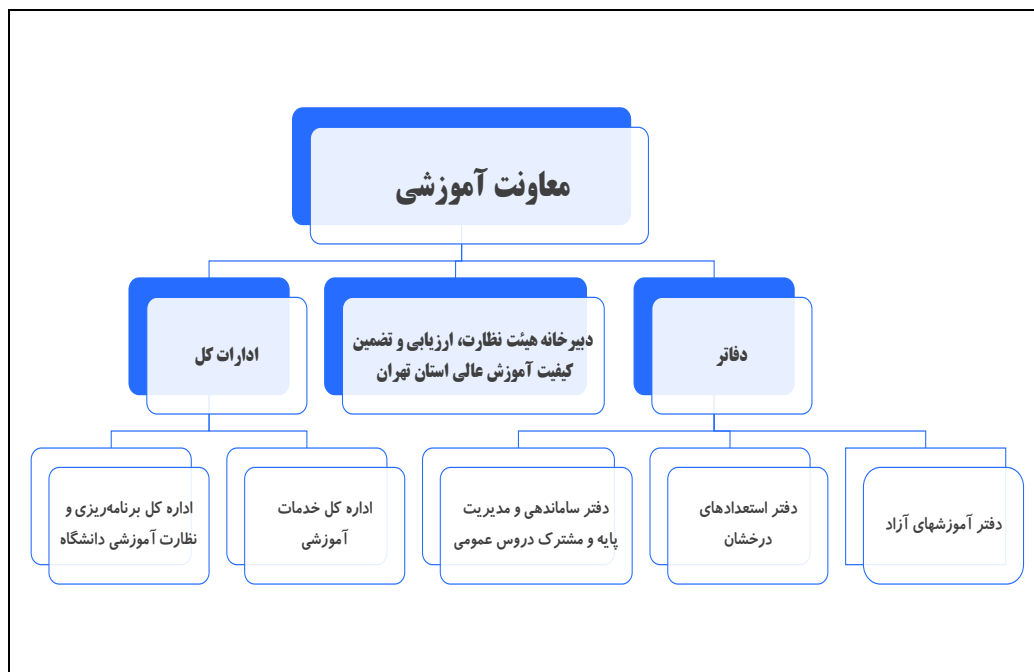 معاونت آموزشی
دفاتر
دبیرخانه هیئت نظارت، ارزیابی و تضمین
کیفیت آموزش عالی استان تهران
ادارات کل
دفتر آموزشهای آزاد
دفتر استعدادهای
درخشان
دفتر ساماندهی و مدیریت
پایه و مشترک دروس عمومی
اداره کل خدمات
آموزشی
اداره کل برنامه‌ریزی و
نظارت آموزشی دانشگاه